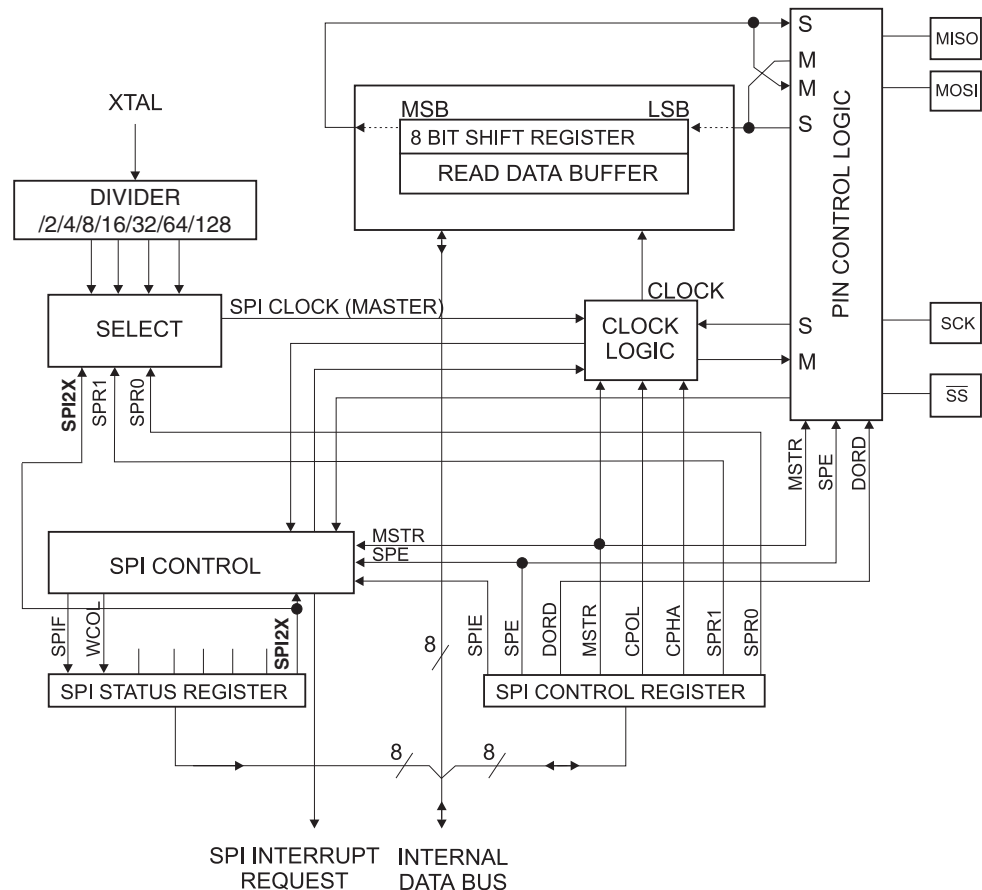 S
MISO
M
M
MOSI
S
XTAL
MSB
LSB
8 BIT SHIFT REGISTER
READ DATA BUFFER
PIN CONTROL LOGIC
DIVIDER
/2/4/8/16/32/64/128
SPI CLOCK (MASTER)
CLOCK
SELECT
CLOCK
LOGIC
S
SCK
M
SS
SPI2X
SPR1
SPR0
MSTR
SPE
DORD
MSTR
SPE
SPI CONTROL
SPIF
WCOL
SPI2X
8
SPIE
SPE
DORD
MSTR
CPOL
CPHA
SPR1
SPR0
SPI STATUS REGISTER
SPI CONTROL REGISTER
8
8
SPI INTERRUPT
REQUEST
INTERNAL
DATA BUS